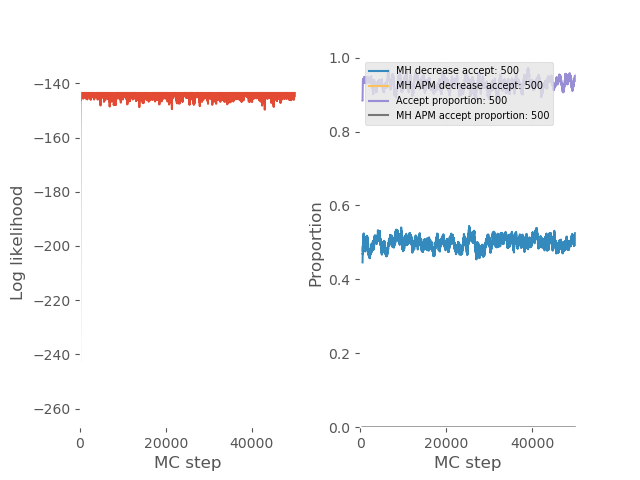 −140
−160
−180
−200
−220
−240
−260
0
20000
40000
MC step
Log likelihood
1.0
0.8
0.6
0.4
0.2
0.0
0
20000
40000
MC step
Proportion
MH decrease accept: 500
MH APM decrease accept: 500
Accept proportion: 500
MH APM accept proportion: 500